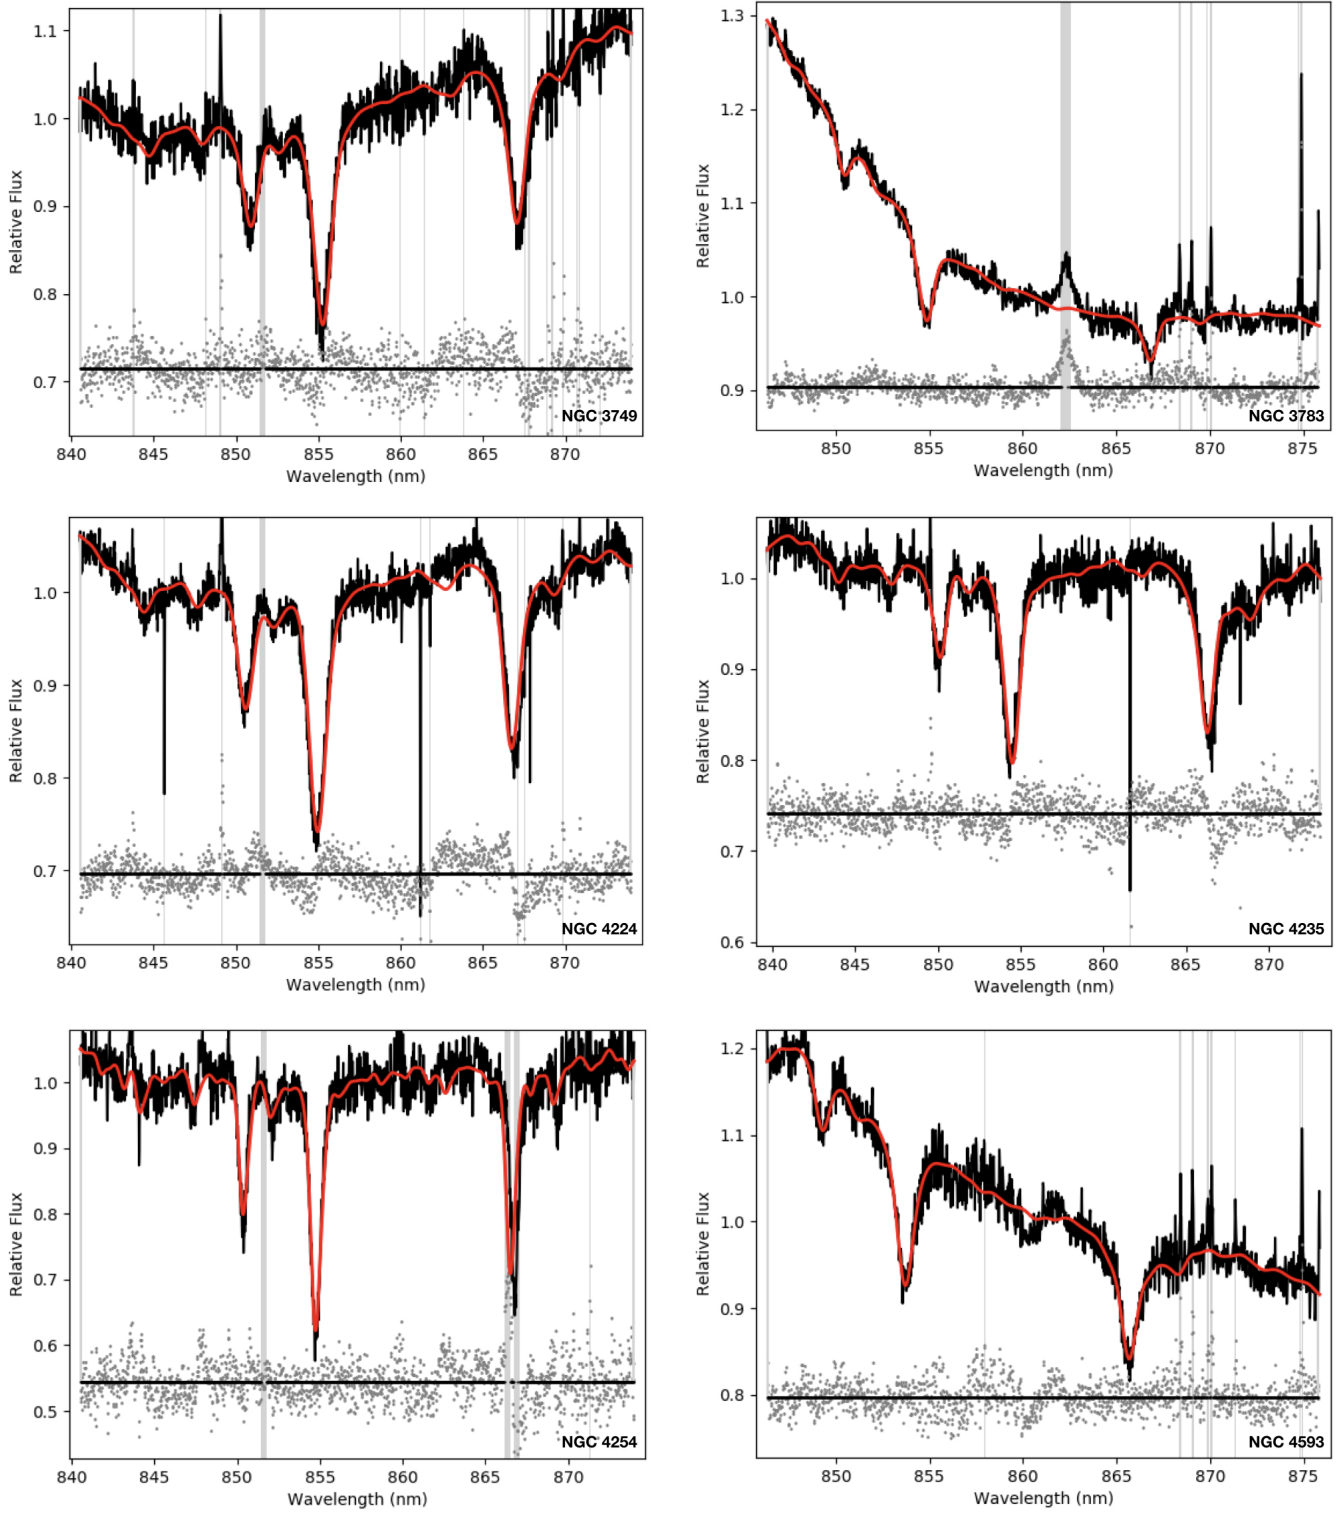 1.1
1.0
0.9
0.8
0.7
Relative Flux
NGC 3749
840 845 850 855 860 865 870
Wavelength (nm)
1.3
1.2
1.1
1.0
0.9
Relative Flux
NGC 3783
850 855 860 865 870 875
Wavelength (nm)
1.0
0.9
0.8
0.7
Relative Flux
NGC 4224
840 845 850 855 860 865 870
Wavelength (nm)
1.0
0.9
0.8
0.7
0.6
Relative Flux
NGC 4235
840 845 850 855 860 865 870
Wavelength (nm)
1.0
0.9
0.8
0.7
0.6
0.5
Relative Flux
NGC 4254
840 845 850 855 860 865 870
Wavelength (nm)
1.2
1.1
1.0
0.9
0.8
Relative Flux
NGC 4593
850 855 860 865 870 875
Wavelength (nm)